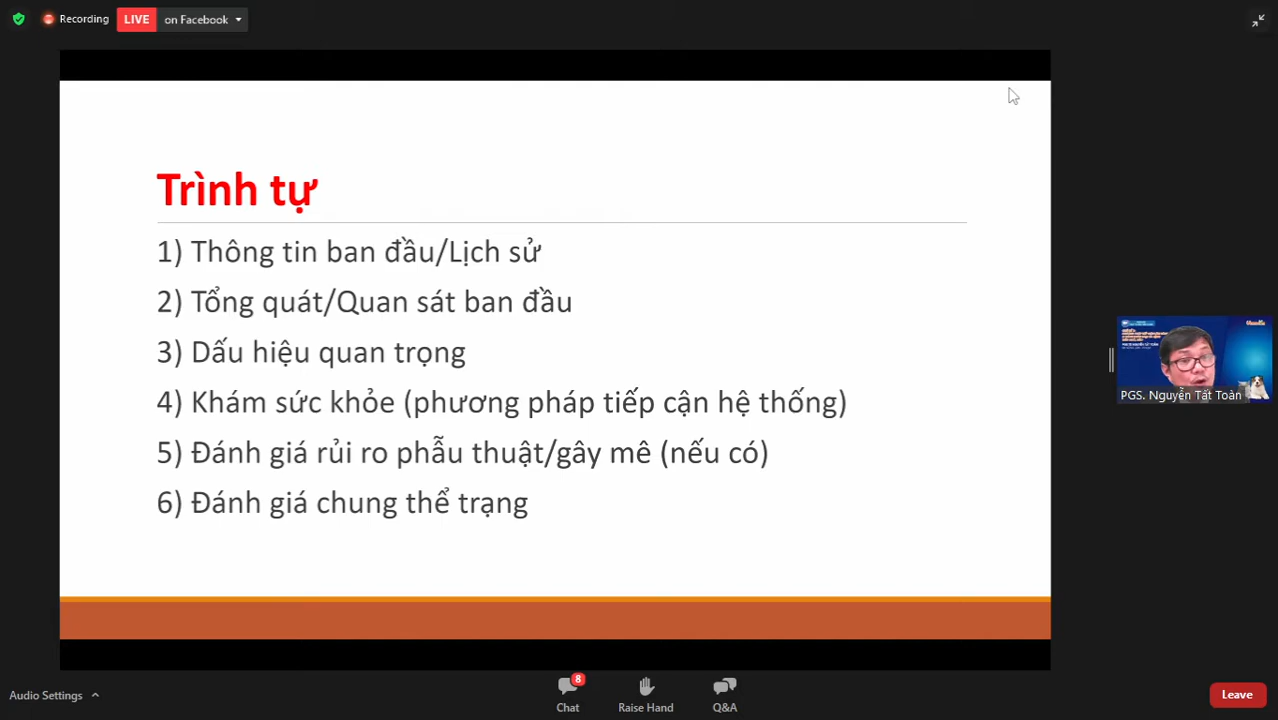 Recording LIVE on Facebook
Trình tự
1) Thông tin ban đầu/Lịch sử
2) Tổng quát/Quan sát ban đầu
3) Dấu hiệu quan trọng
4) Khám sức khỏe (phương pháp tiếp cận hệ thống)
5) Đánh giá rủi ro phẫu thuật/gây mê (nếu có)
6) Đánh giá chung thể trạng
PGS. Nguyễn Tất Toàn
Audio Settings
8
Chat
Raise Hand
Q&A
Leave